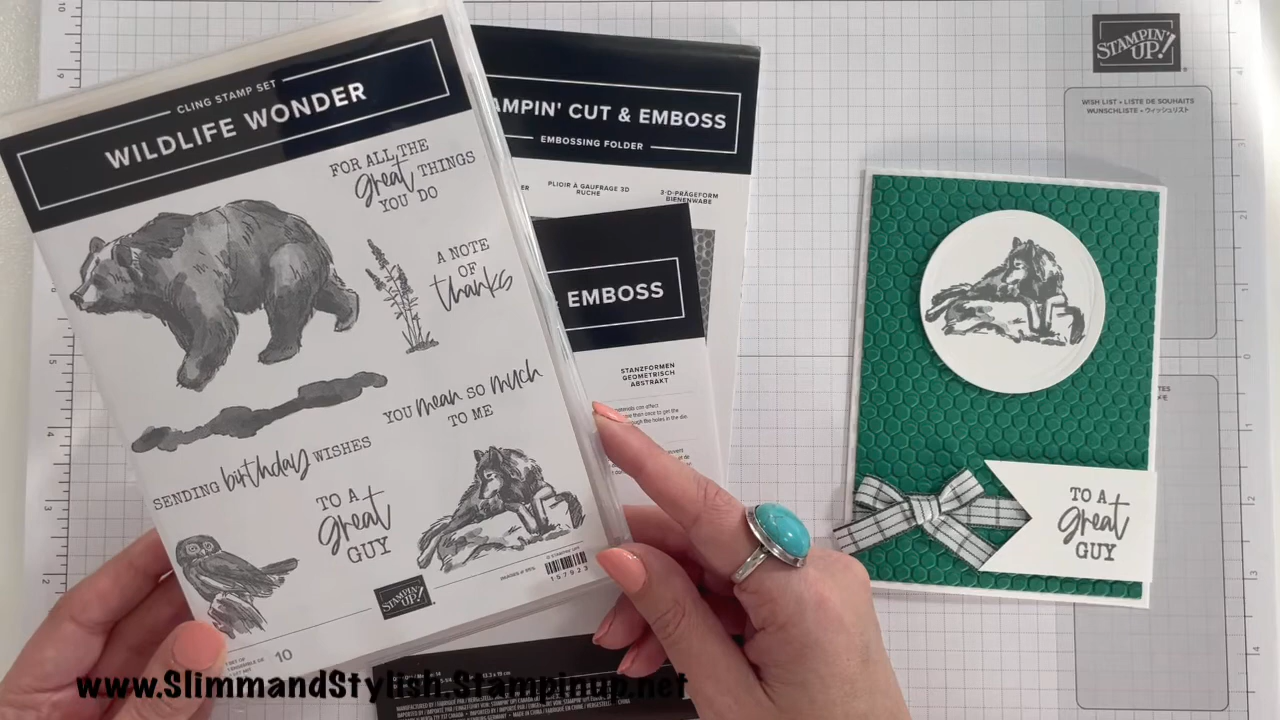 CLING STAMP SET
WILDLIFE WONDER
FOR ALL THE
great THINGS
YOU DO
A NOTE
OF
thanks
YOU mean SO much
TO ME
SENDING birthday WISHES
TO A
great
GUY
STAMPIN' UP!
157923
10
CUT & EMBOSS
EMBOSSING FOLDER
PLIOIR À GAUFRAGE 3D
RUCHE
3-D-PRÄGEFORM
BIENENWABE
EMBOSS
STANZFORMEN
GEOMETRISCH
ABSTRAKT
STAMPIN' UP!
WISH LIST • LISTE DE SOUHAITS
WUNSCHLISTE • ウィッシュリスト
TO A
great
GUY
www.SlimmandStylish.Stampinup.net